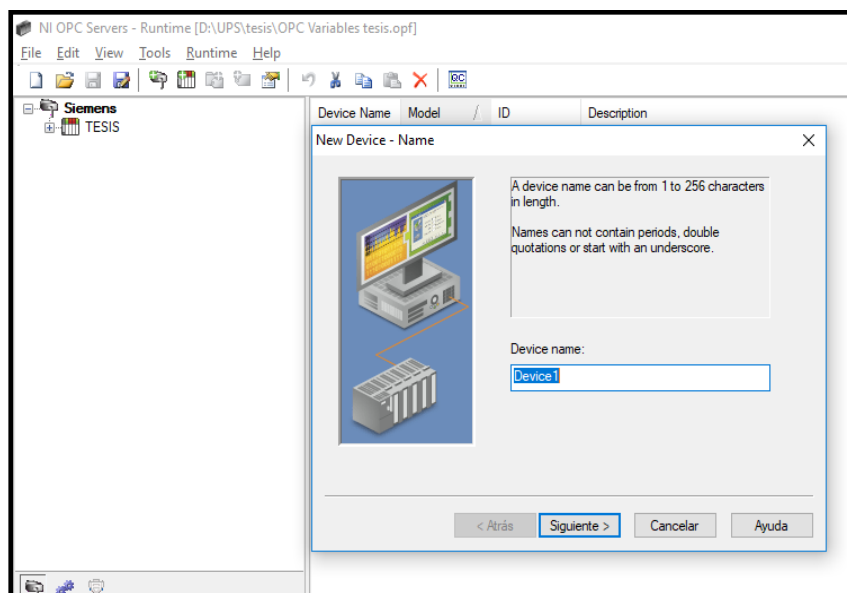 NI OPC Servers - Runtime [D:\UPS\tesis\OPC Variables tesis.opf]
File Edit View Tools Runtime Help
QC
Siemens
TESIS
Device Name Model ID Description
New Device - Name
A device name can be from 1 to 256 characters
in length.
Names can not contain periods, double
quotations or start with an underscore.
Device name:
Device1
< Atrás Siguiente > Cancelar Ayuda